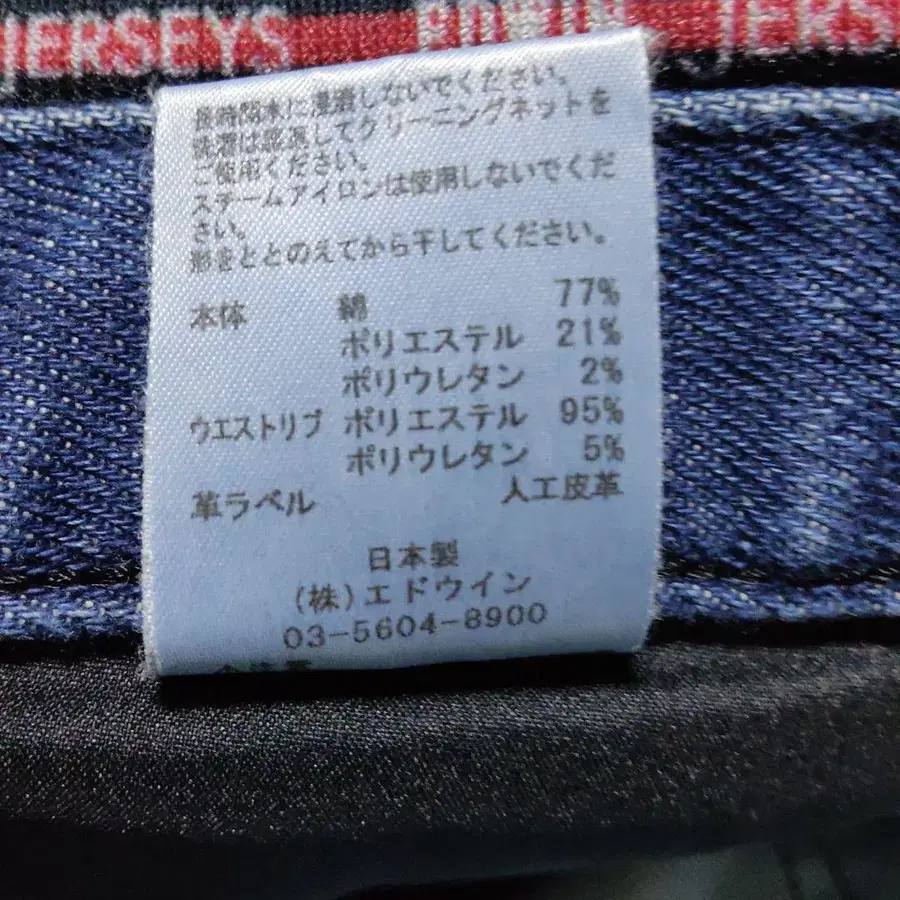 JERSEYS EDWIN JERSE
長時間水に浸漬しないでください。
洗濯は裏返してクリーニングネットを
ご使用ください。
スチームアイロンは使用しないでくだ
さい。
形をととのえてから干してください。
本体 綿 77%
ポリエステル 21%
ポリウレタン 2%
ウエストリブ ポリエステル 95%
ポリウレタン 5%
革ラベル 人工皮革
日本製
(株)エドウイン
03-5604-8900